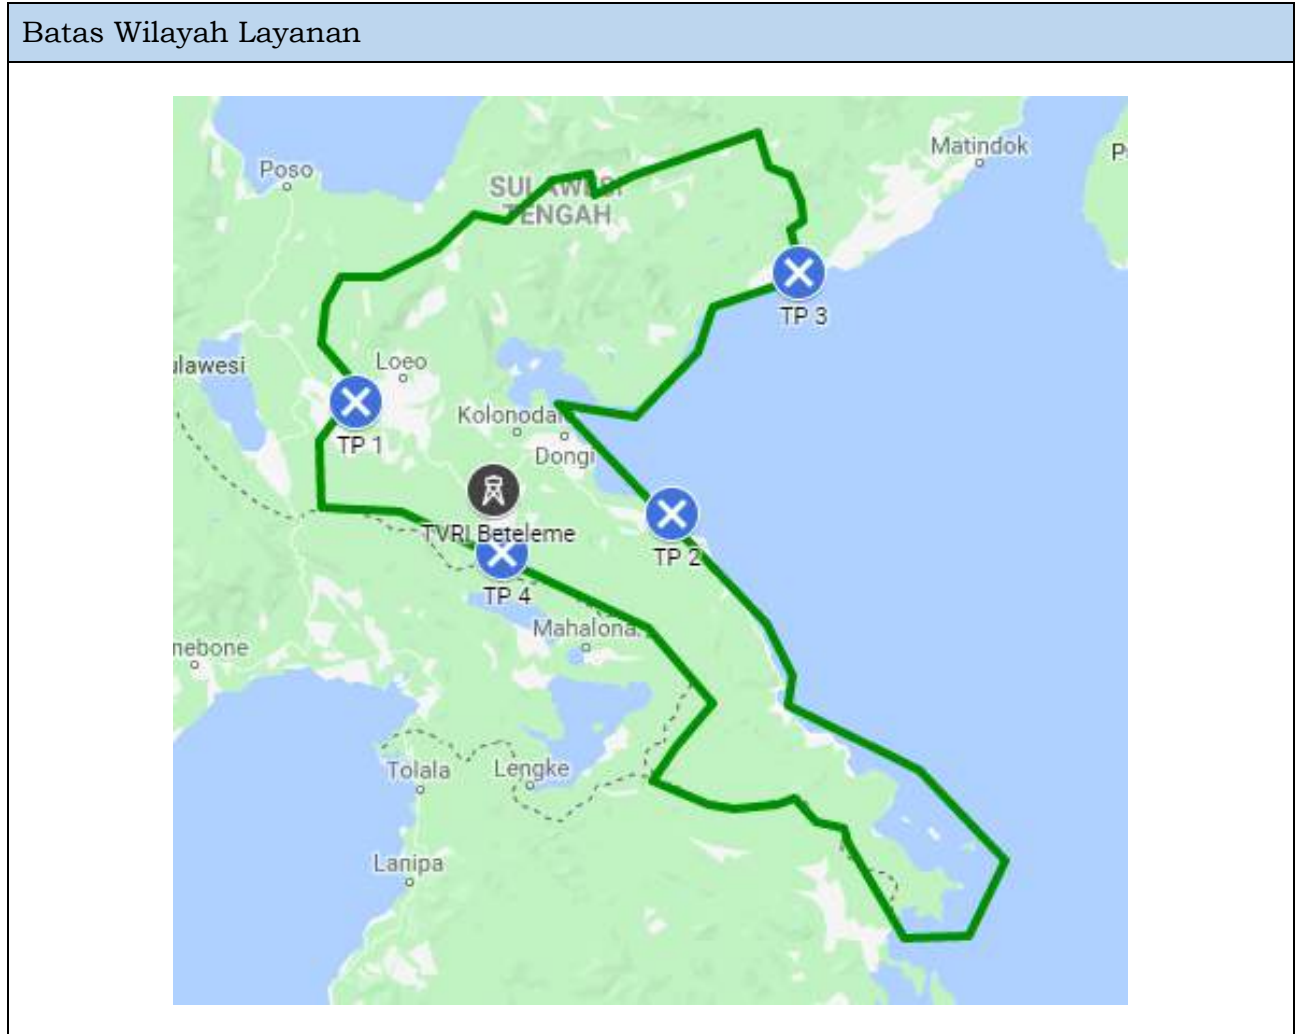 Batas Wilayah Layanan
Matindok
P
Poso
SULAWESI
TENGAH
TP 3
ulawesi
Loeo
Kolonodal
TP 1
Dongi
TVRI Beteleme
TP 2
TP 4
Mahalona
nebone
Tolala
Lengke
Lanipa